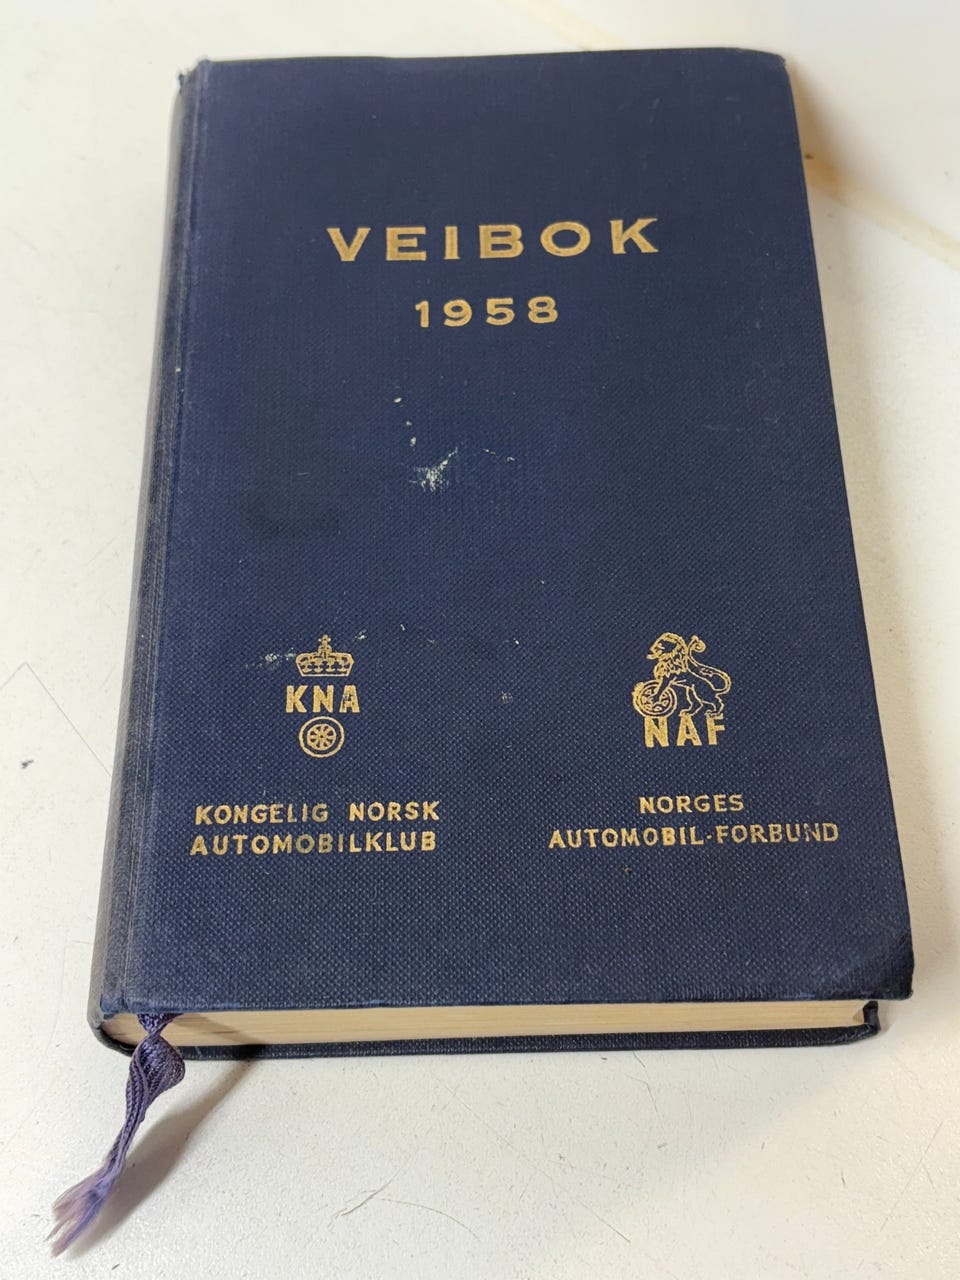 VEIBOK
1958
KNA
KONGELIG NORSK
AUTOMOBILKLUB
NAF
NORGES
AUTOMOBIL-FORBUND